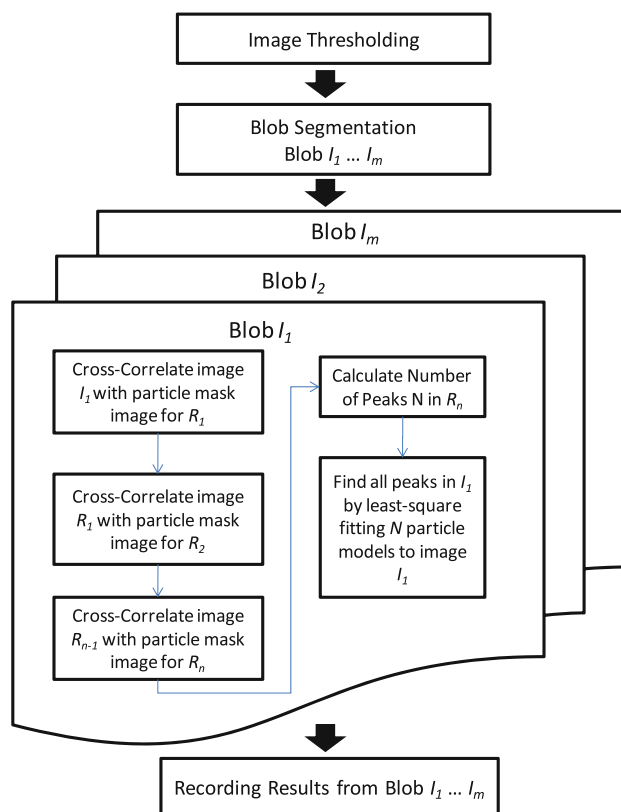 Image Thresholding
Blob Segmentation
Blob I1 ... Im
Blob Im
Blob I2
Blob I1
Cross-Correlate image
I1 with particle mask
image for R1
Cross-Correlate image
R1 with particle mask
image for R2
Cross-Correlate image
Rn-1 with particle mask
image for Rn
Calculate Number
of Peaks N in Rn
Find all peaks in I1
by least-square
fitting N particle
models to image
I1
Recording Results from Blob I1 ... Im